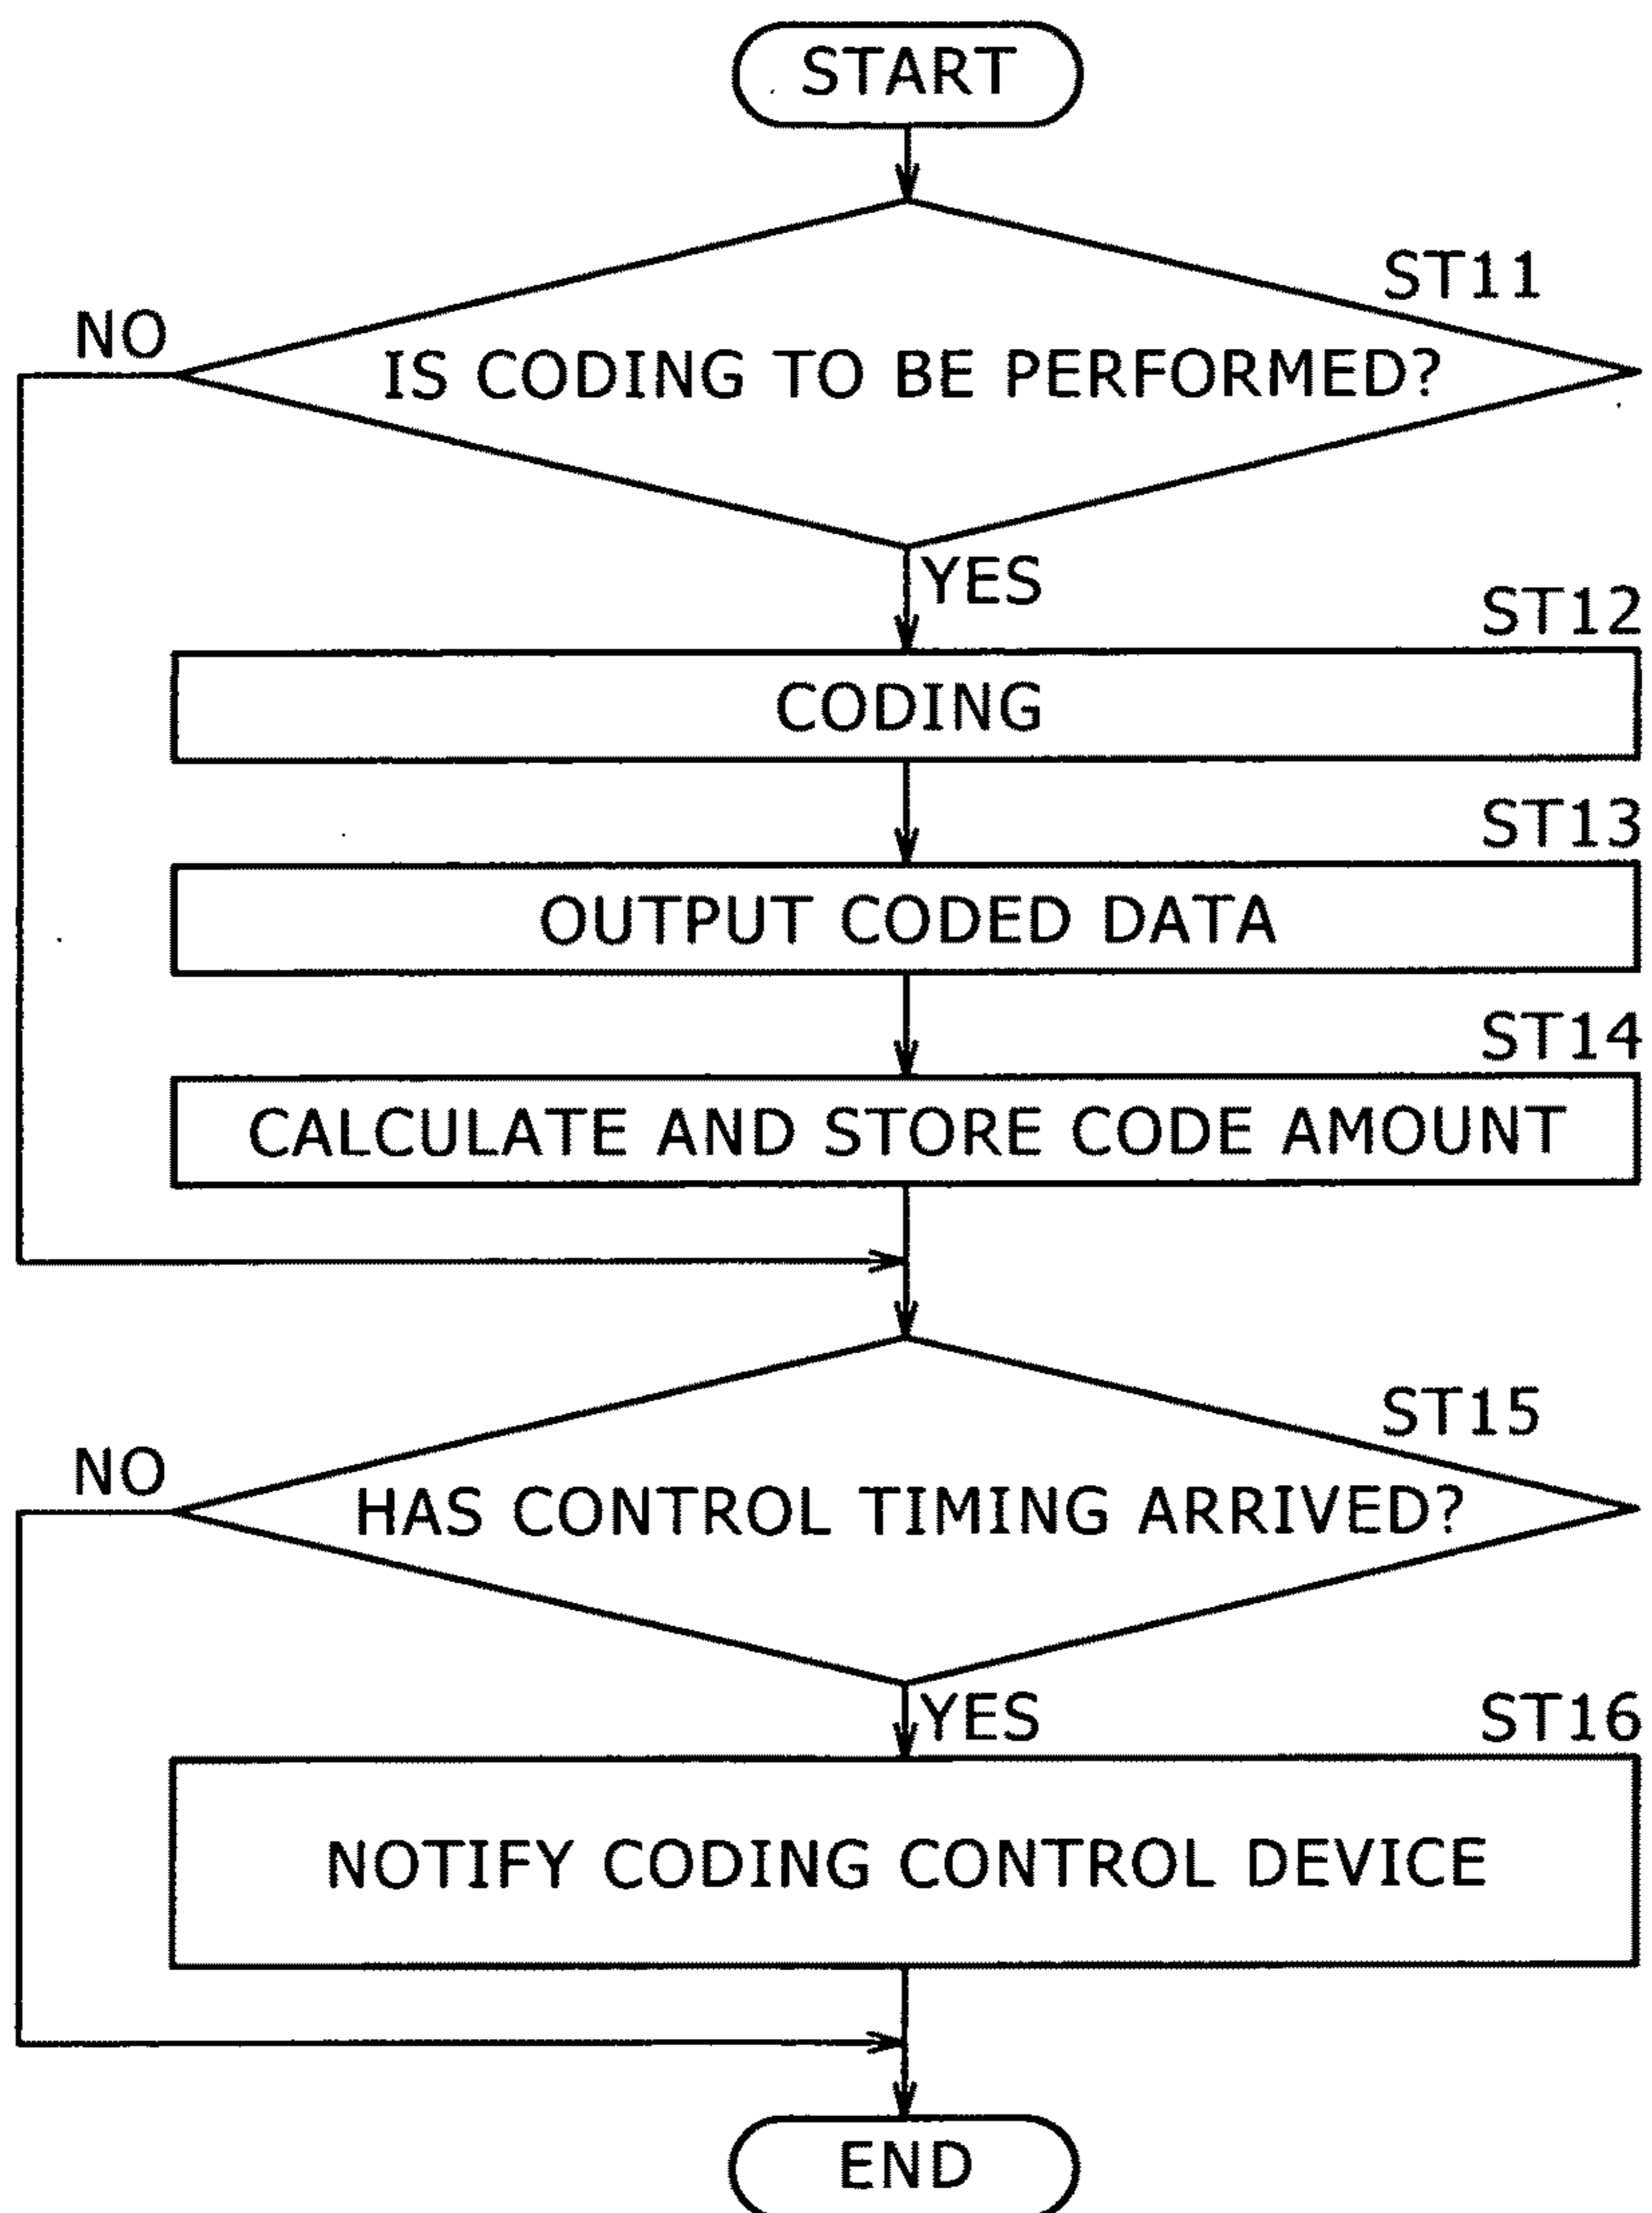 START
ST11
NO
IS CODING TO BE PERFORMED?
YES
ST12
CODING
ST13
OUTPUT CODED DATA
ST14
CALCULATE AND STORE CODE AMOUNT
ST15
NO
HAS CONTROL TIMING ARRIVED?
YES
ST16
NOTIFY CODING CONTROL DEVICE
END